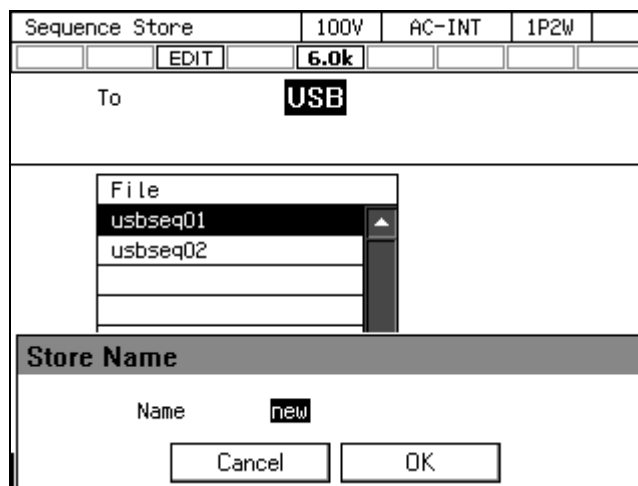 Sequence Store 100V AC-INT 1P2W
EDIT 6.0k
To USB
File
usbseq01
usbseq02
Store Name
Name new
Cancel OK